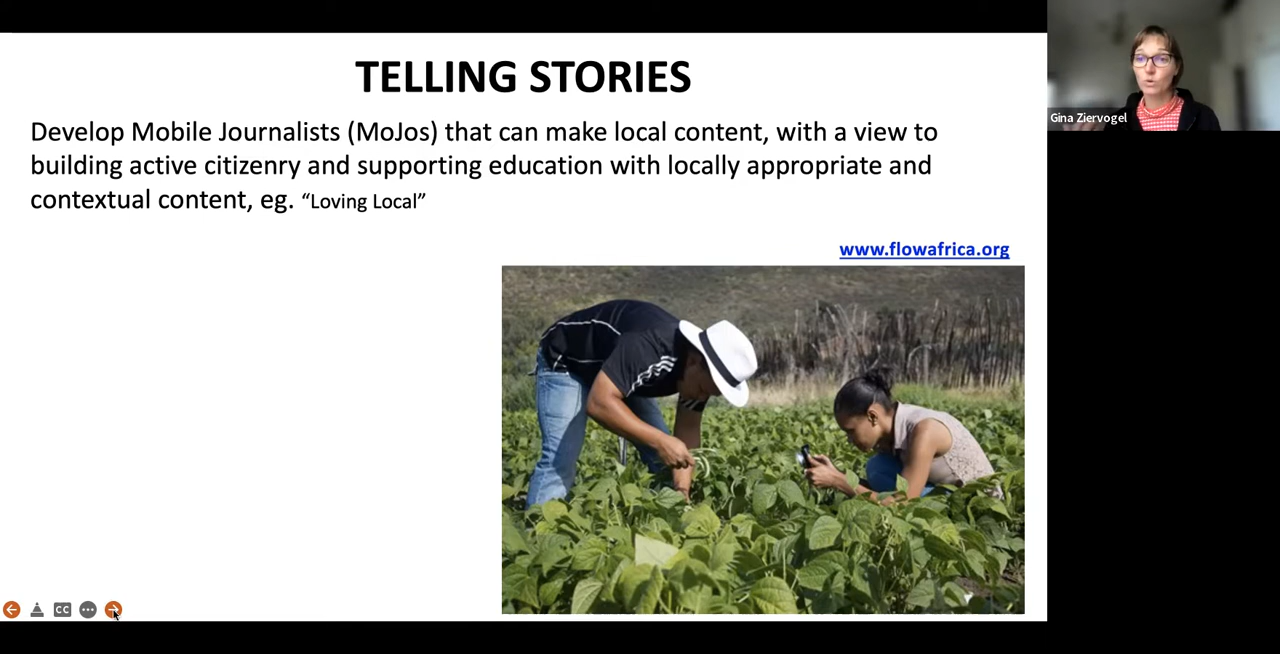 TELLING STORIES
Develop Mobile Journalists (MoJos) that can make local content, with a view to
building active citizenry and supporting education with locally appropriate and
contextual content, eg. “Loving Local”
www.flowafrica.org
Gina Ziervogel
CC